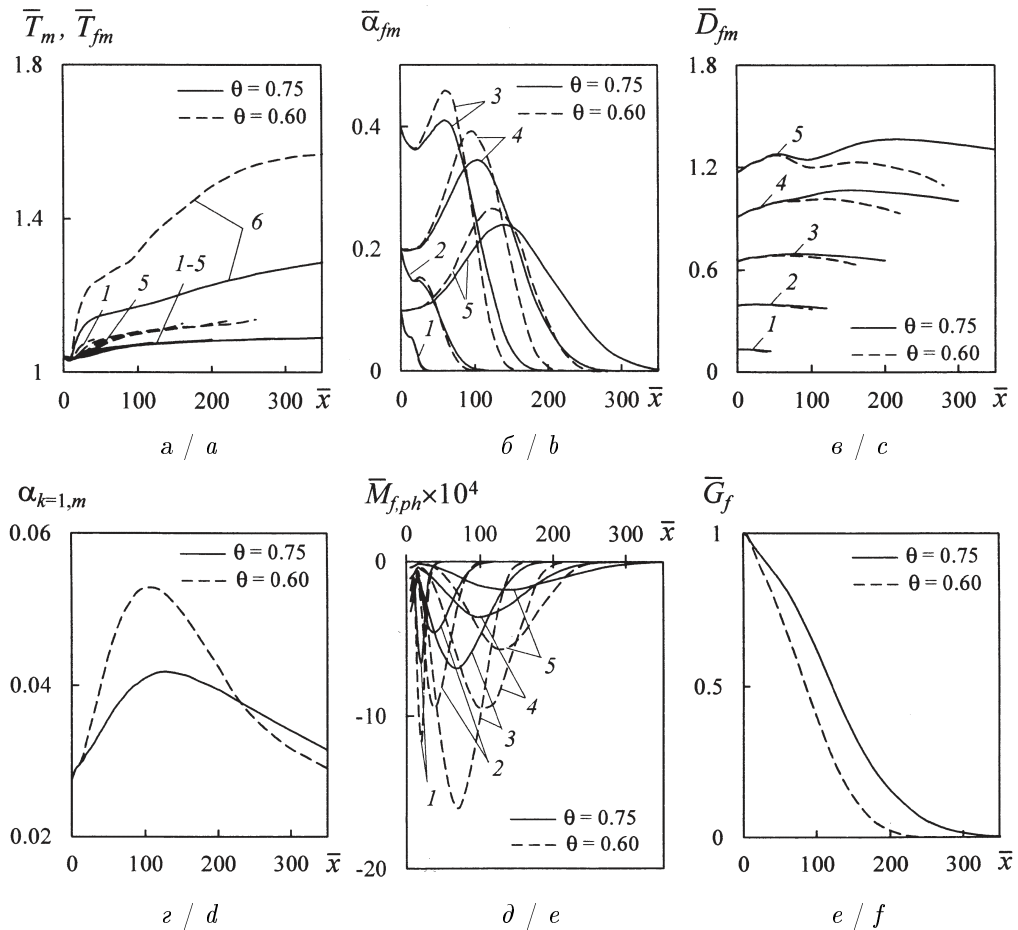 T̅ₘ, T̅fm
1.8
1.4
1
θ = 0.75
θ = 0.60
6
1
5
1-5
0
100
200
x̅
а / a
α̅fm
0.4
0.2
0
θ = 0.75
θ = 0.60
3
4
2
5
1
0
100
200
300
x̅
б / b
D̅fm
1.8
1.2
0.6
0
5
4
3
2
1
θ = 0.75
θ = 0.60
0
100
200
300
x̅
в / c
αk=1,m
0.06
0.04
0.02
θ = 0.75
θ = 0.60
0
100
200
300
x̅
г / d
M̅f,ph×10⁴
0
100
200
300
x̅
0
-10
-20
5
4
3
2
1
θ = 0.75
θ = 0.60
д / e
G̅f
1
0.5
0
θ = 0.75
θ = 0.60
0
100
200
300
x̅
е / f